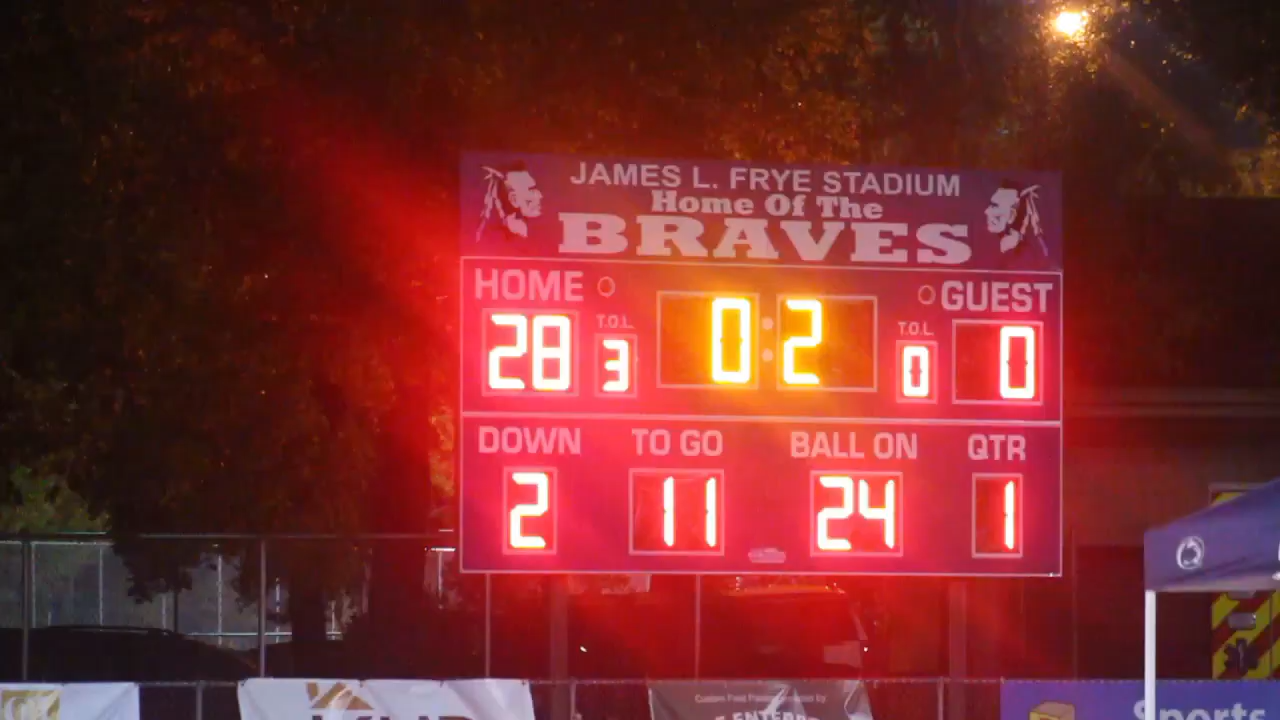 JAMES L. FRYE STADIUM
Home Of The
BRAVES
HOME
GUEST
T.O.L
T.O.L
28
3
0:2
0
0
DOWN
TO GO
BALL ON
QTR
2
11
24
1
Sports